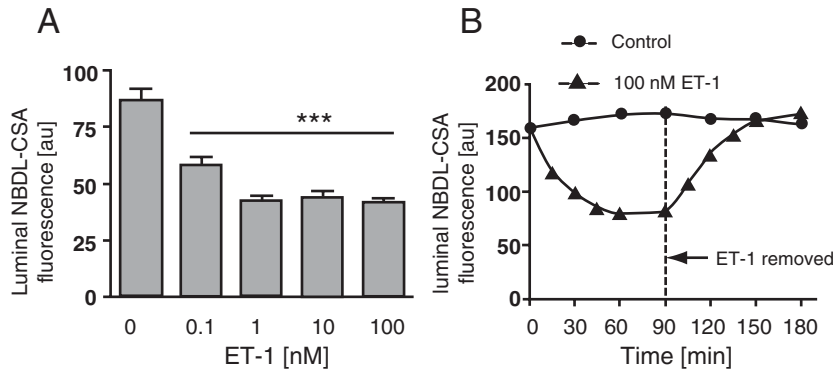 A
Luminal NBDL-CSA
fluorescence [au]
100
75
50
25
0
***
0 0.1 1 10 100
ET-1 [nM]
B
Control
100 nM ET-1
luminal NBDL-CSA
fluorescence [au]
200
150
100
50
0
ET-1 removed
0 30 60 90 120 150 180
Time [min]